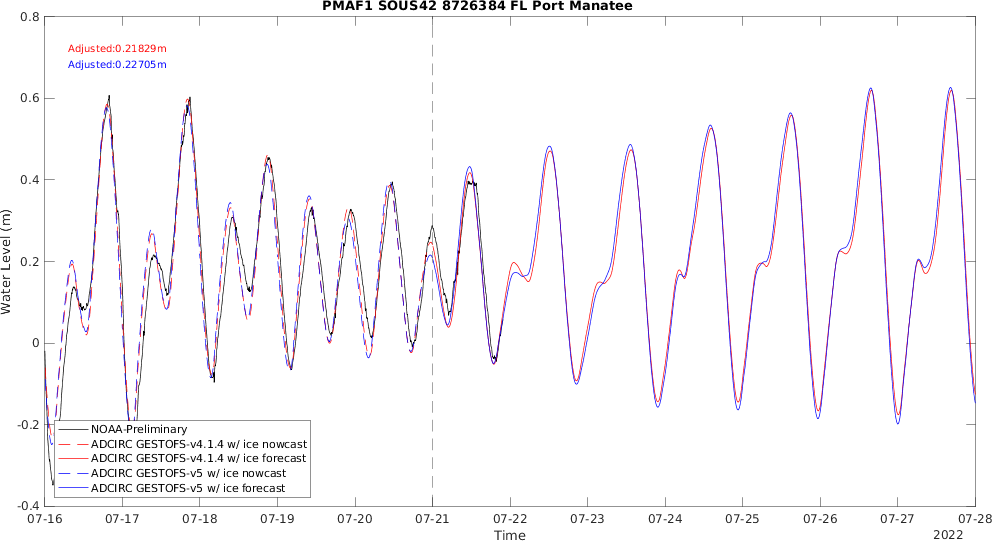 PMAF1 SOUS42 8726384 FL Port Manatee
0.8
0.6
0.4
0.2
0
-0.2
-0.4
Water Level (m)
Adjusted:0.21829m
Adjusted:0.22705m
NOAA-Preliminary
ADCIRC GESTOFS-v4.1.4 w/ ice nowcast
ADCIRC GESTOFS-v4.1.4 w/ ice forecast
ADCIRC GESTOFS-v5 w/ ice nowcast
ADCIRC GESTOFS-v5 w/ ice forecast
07-16 07-17 07-18 07-19 07-20 07-21 07-22 07-23 07-24 07-25 07-26 07-27 07-28
Time
2022